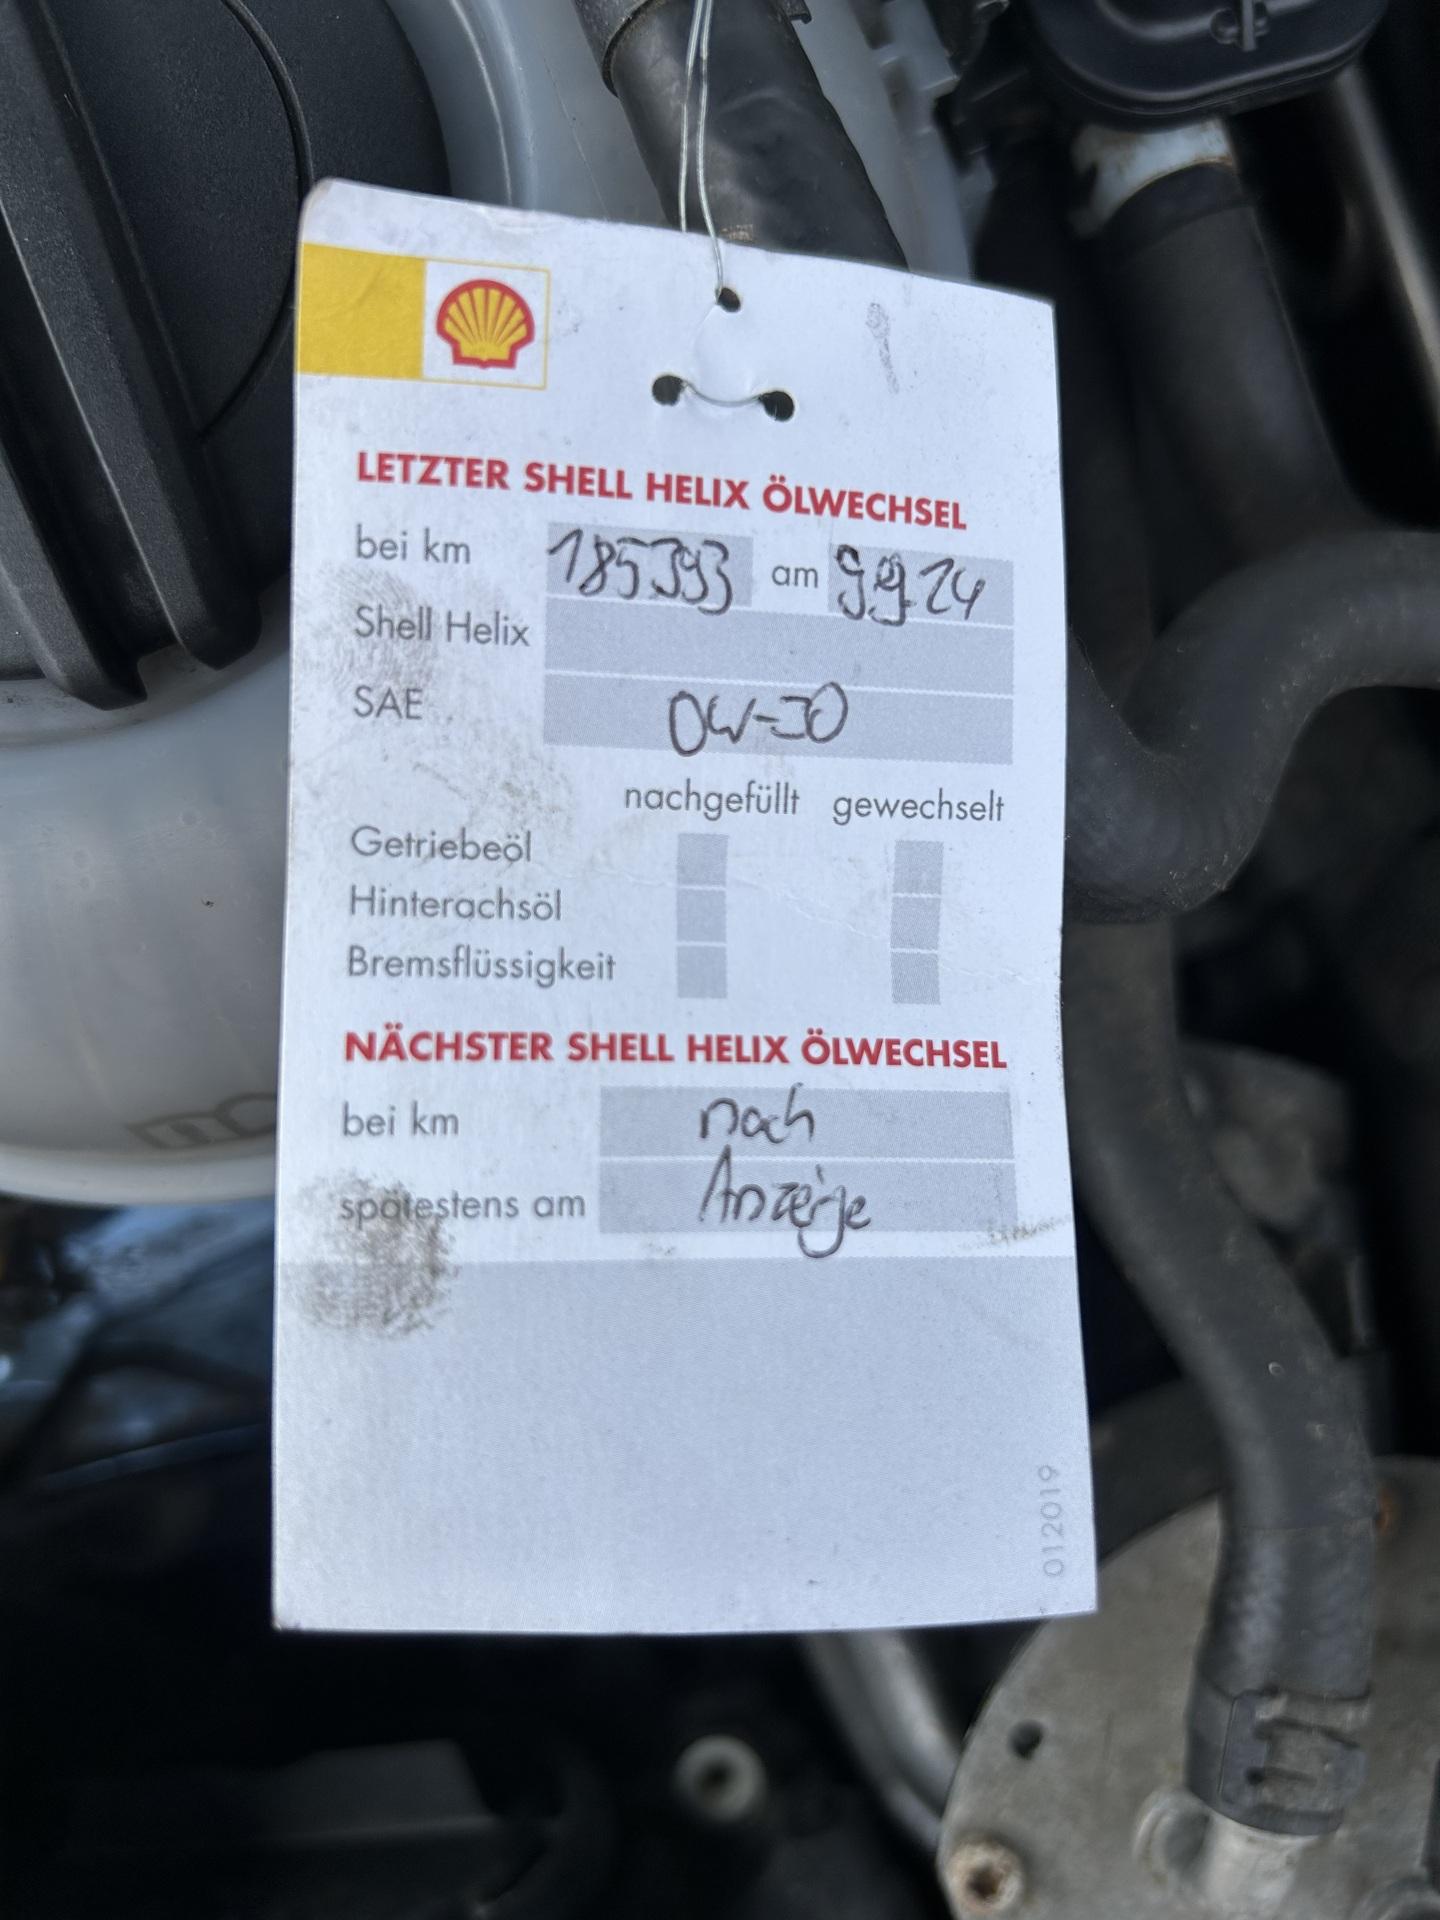 LETZTER SHELL HELIX ÖLWECHSEL
bei km 185393 am 9.9.24
Shell Helix
SAE 0W-30
nachgefüllt gewechselt
Getriebeöl
Hinterachsöl
Bremsflüssigkeit
NÄCHSTER SHELL HELIX ÖLWECHSEL
bei km nach
spätestens am Anzeige
012019